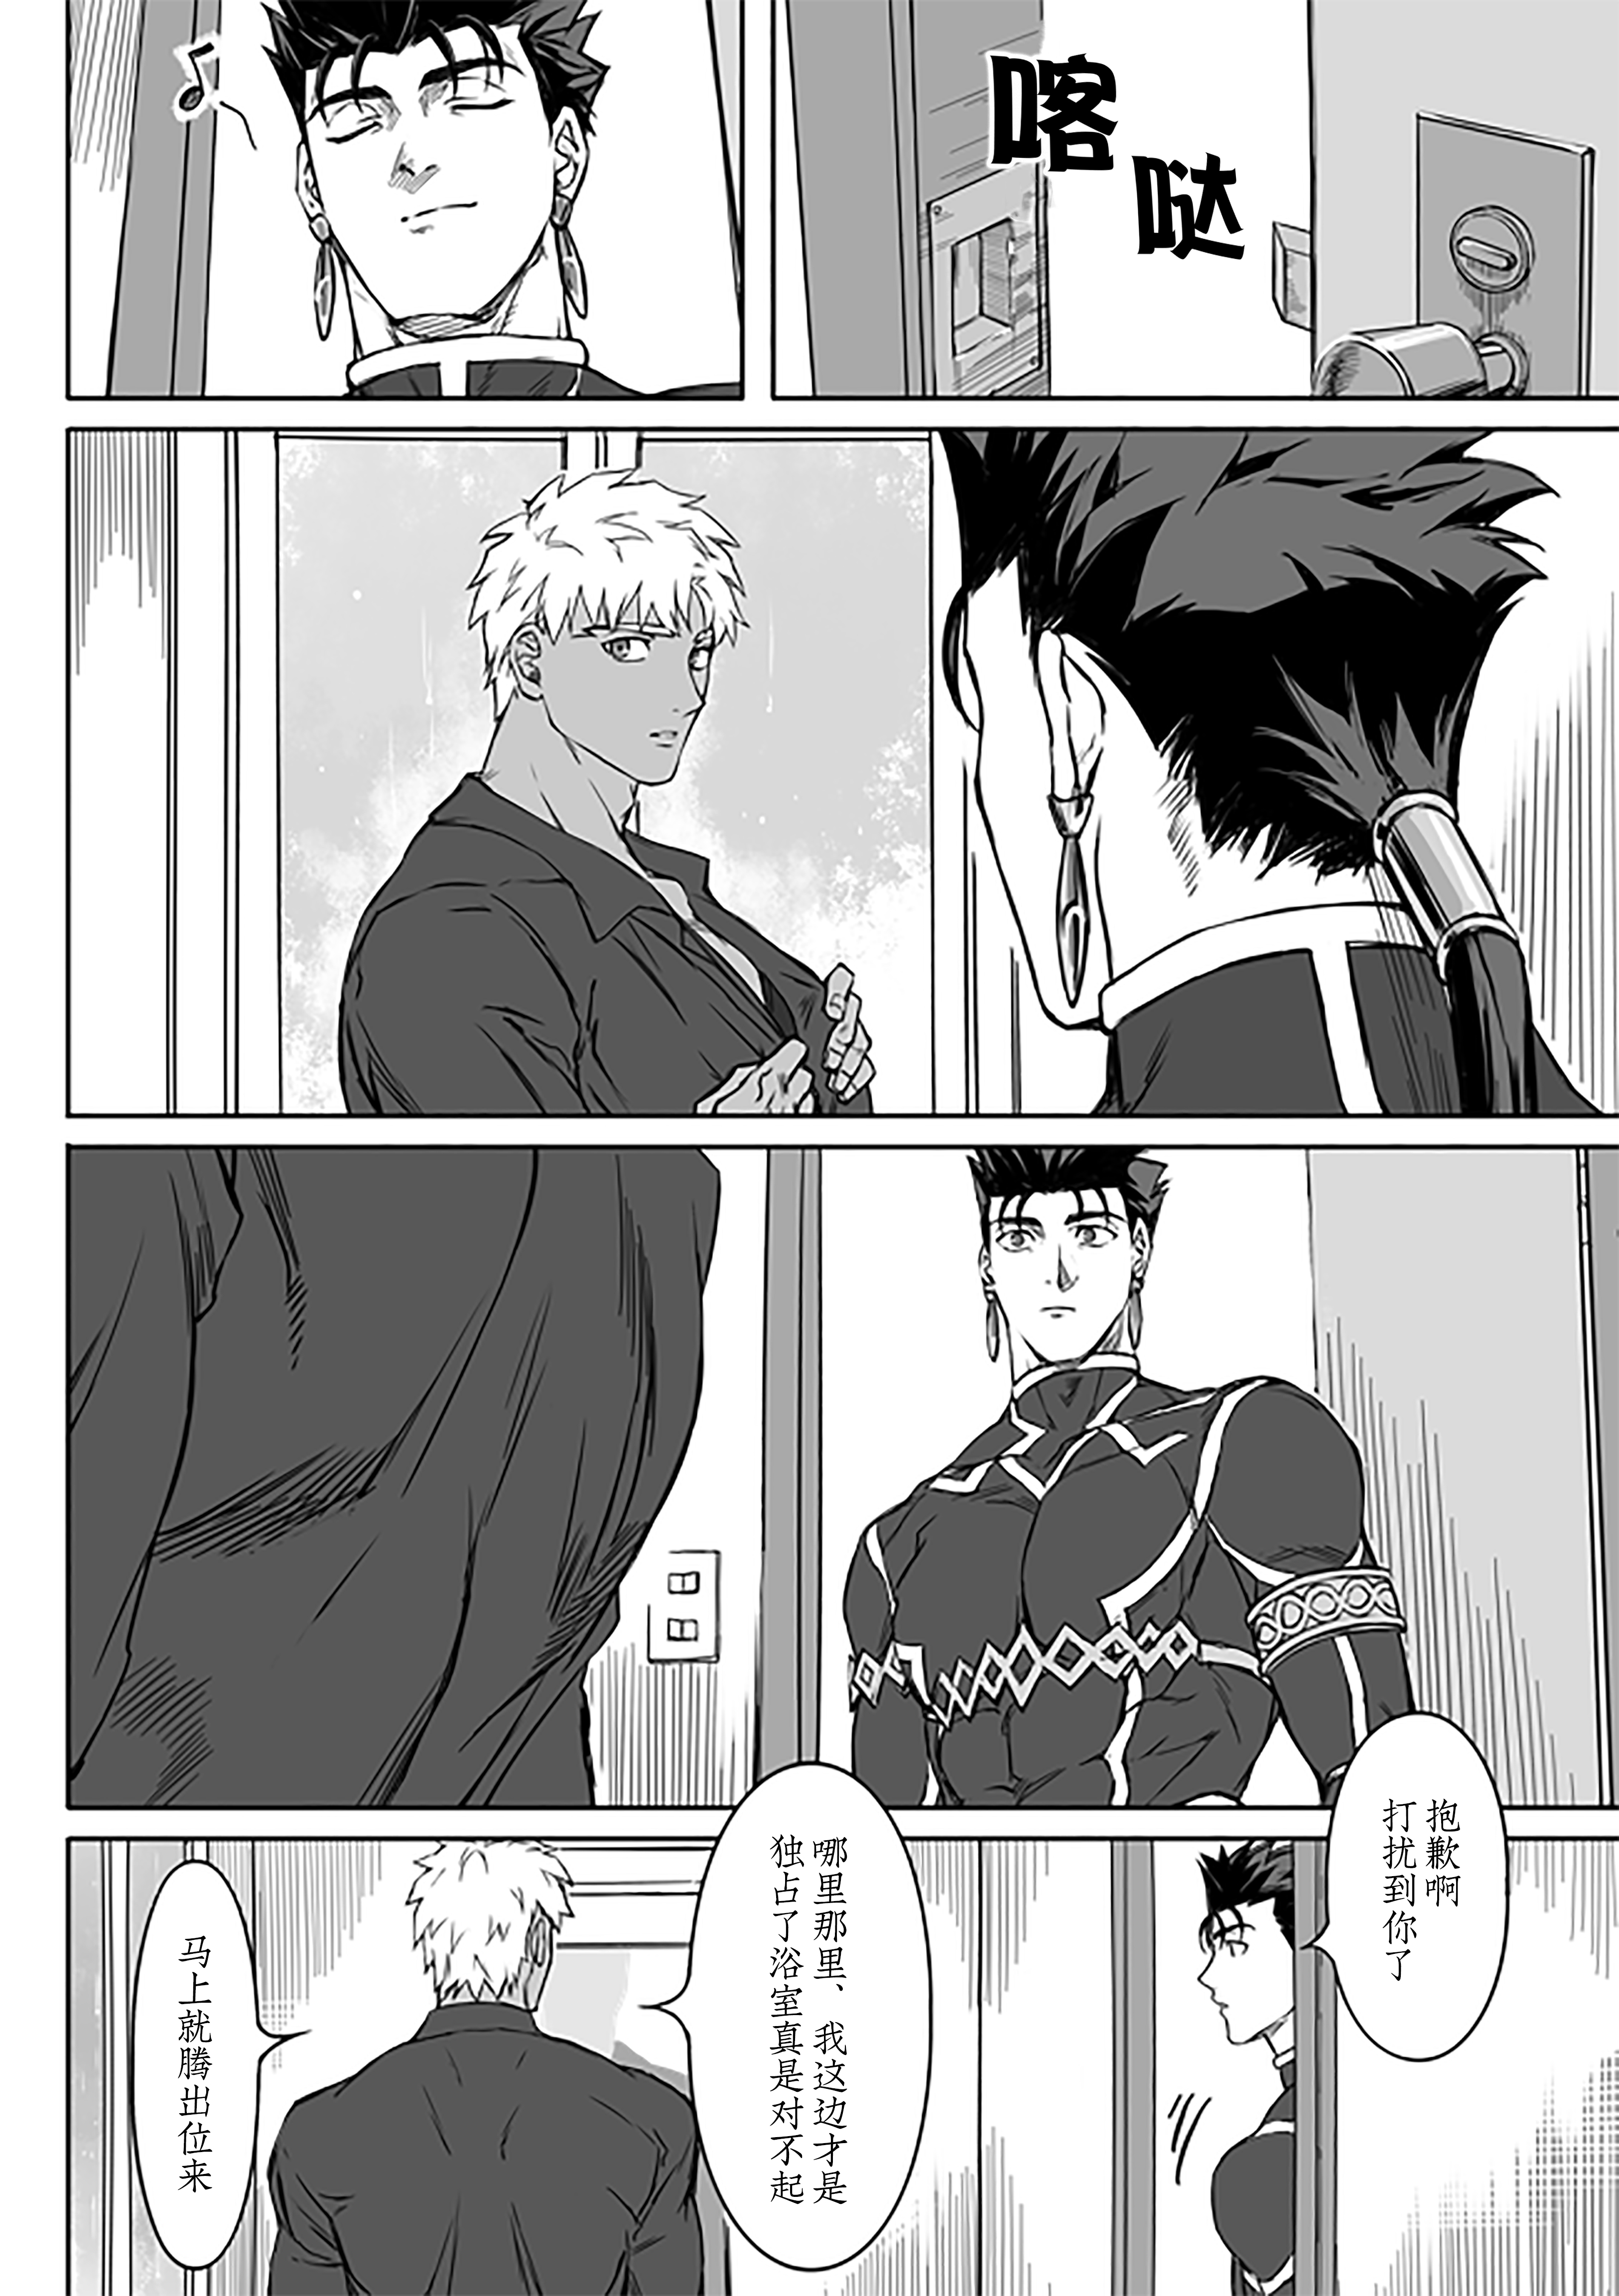 喀
哒
抱歉啊
打扰到你了
哪里那里、我这边才是
独占了浴室真是对不起
马上就腾出位来